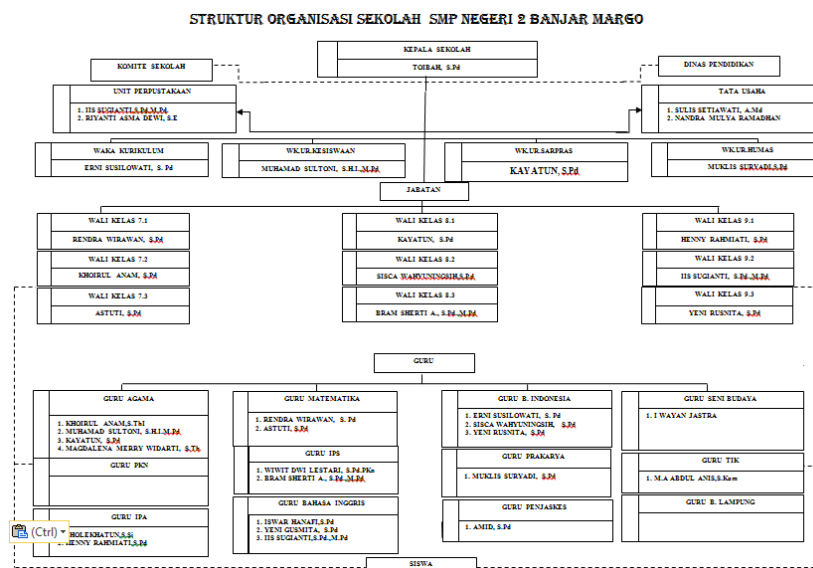 STRUKTUR ORGANISASI SEKOLAH SMP NEGERI 2 BANJAR MARGO
KEPALA SEKOLAH
TOIBAH, S.Pd
KOMITE SEKOLAH
DINAS PENDIDIKAN
UNIT PERPUSTAKAAN
1. IIS SUGIANTI,S.Pd,M.Pd
2. RIYANTI ASMA DEWI, S.E
TATA USAHA
1. SULIS SETIAWATI, A.Md
2. NANDRA MULYA RAMADHAN
WAKA KURIKULUM
ERNI SUSILOWATI, S. Pd
WK.UR.KESISWAAN
MUHAMAD SULTONI, S.H.I.,M.Pd
WK.UR.SARPRAS
KAYATUN, S.Pd
WK.UR.HUMAS
MUKLIS SURYADI,S.Pd
JABATAN
WALI KELAS 7.1
RENDRA WIRAWAN, S.Pd
WALI KELAS 7.2
KHOIRUL ANAM, S.Pd
WALI KELAS 7.3
ASTUTI, S.Pd
WALI KELAS 8.1
KAYATUN, S.Pd
WALI KELAS 8.2
SISCA WAHYUNINGSIH,S.Pd
WALI KELAS 8.3
BRAM SHERTI A., S.Pd.,M.Pd
WALI KELAS 9.1
HENNY RAHMIATI, S.Pd
WALI KELAS 9.2
IIS SUGIANTI, S.Pd.,M.Pd
WALI KELAS 9.3
YENI RUSNITA, S.Pd
GURU
GURU AGAMA
1. KHOIRUL ANAM,S.ThI
2. MUHAMAD SULTONI, S.H.I.M.Pd
3. KAYATUN, S.Pd
4. MAGDALENA MERRY WIDARTI, S.Th
GURU PKN
GURU IPA
KHOLEKHATUN,S.Si
HENNY RAHMIATI,S.Pd
GURU MATEMATIKA
1. RENDRA WIRAWAN, S. Pd
2. ASTUTI, S.Pd
GURU IPS
1. WIWIT DWI LESTARI, S.Pd.PKn
2. BRAM SHERTI A., S.Pd.,M.Pd
GURU BAHASA INGGRIS
1. ISWAR HANAFI,S.Pd
2. YENI GUSMITA, S.Pd
3. IIS SUGIANTI,S.Pd.,M.Pd
GURU B. INDONESIA
1. ERNI SUSILOWATI, S. Pd
2. SISCA WAHYUNINGSIH, S.Pd
3. YENI RUSNITA, S.Pd
GURU PRAKARYA
1. MUKLIS SURYADI, S.Pd
GURU PENJASKES
1. AMID, S.Pd
GURU SENI BUDAYA
1. I WAYAN JASTRA
GURU TIK
1. M.A ABDUL ANIS,S.Kom
GURU B. LAMPUNG
(Ctrl)
SISWA